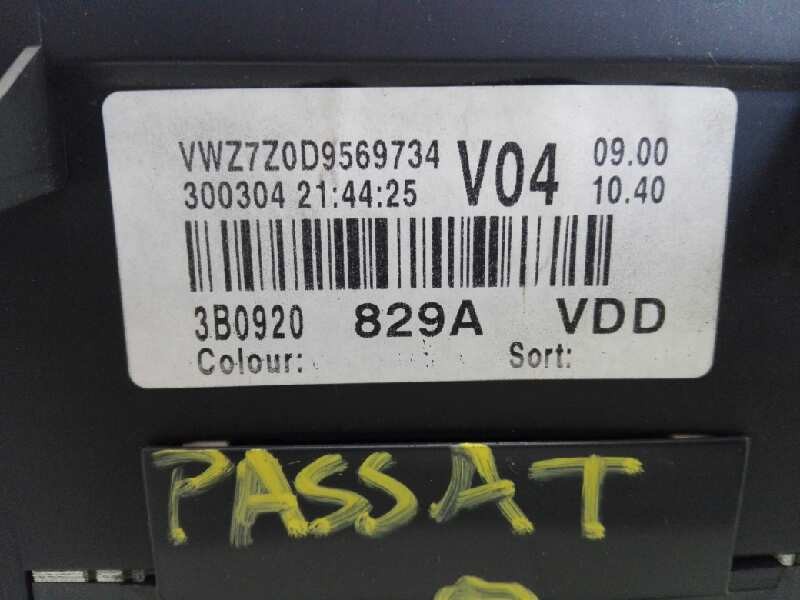 VWZ7Z0D9569734 V04 09.00
300304 21:44:25 10.40
3B0920 829A VDD
Colour: Sort:
PASSAT